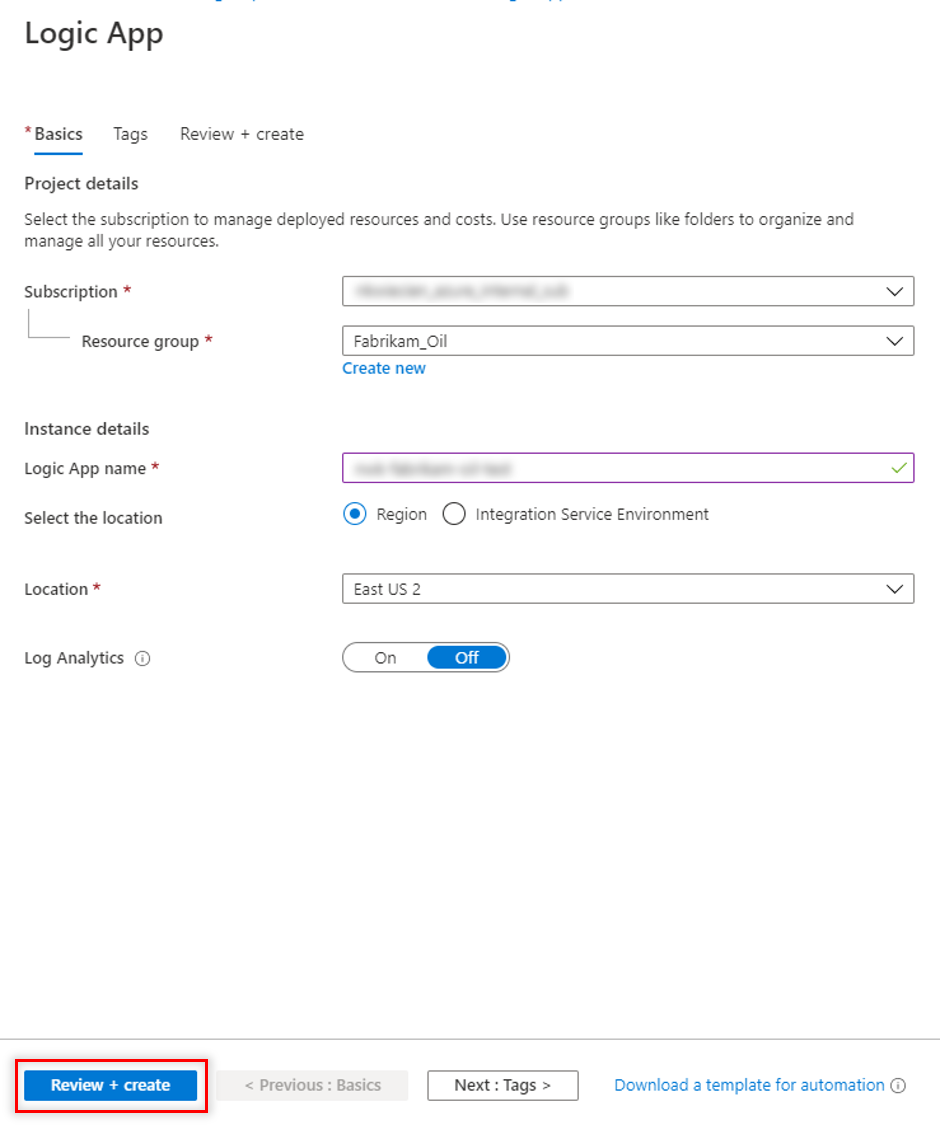 Logic App
* Basics Tags Review + create
Project details
Select the subscription to manage deployed resources and costs. Use resource groups like folders to organize and
manage all your resources.
Subscription *
Resource group * Fabrikam_Oil
Create new
Instance details
Logic App name *
Select the location Region Integration Service Environment
Location * East US 2
Log Analytics On Off
Review + create < Previous : Basics Next : Tags > Download a template for automation